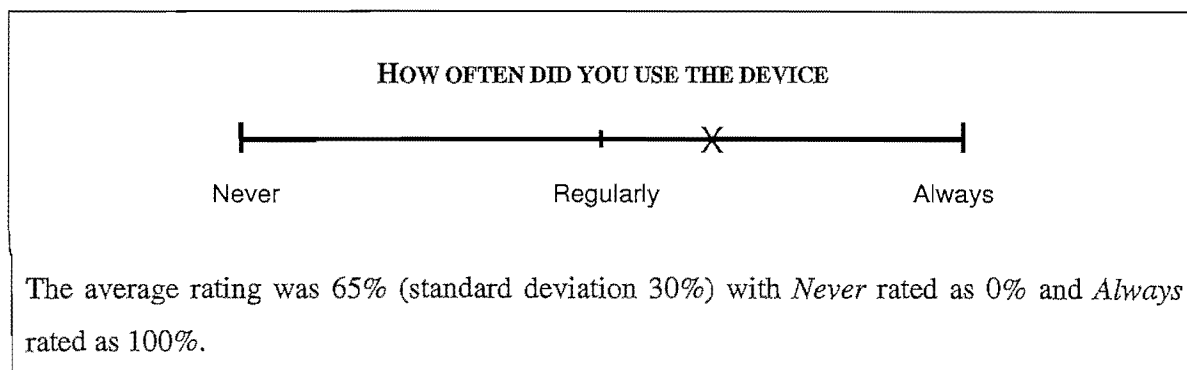 HOW OFTEN DID YOU USE THE DEVICE
X
Never Regularly Always
The average rating was 65% (standard deviation 30%) with Never rated as 0% and Always
rated as 100%.